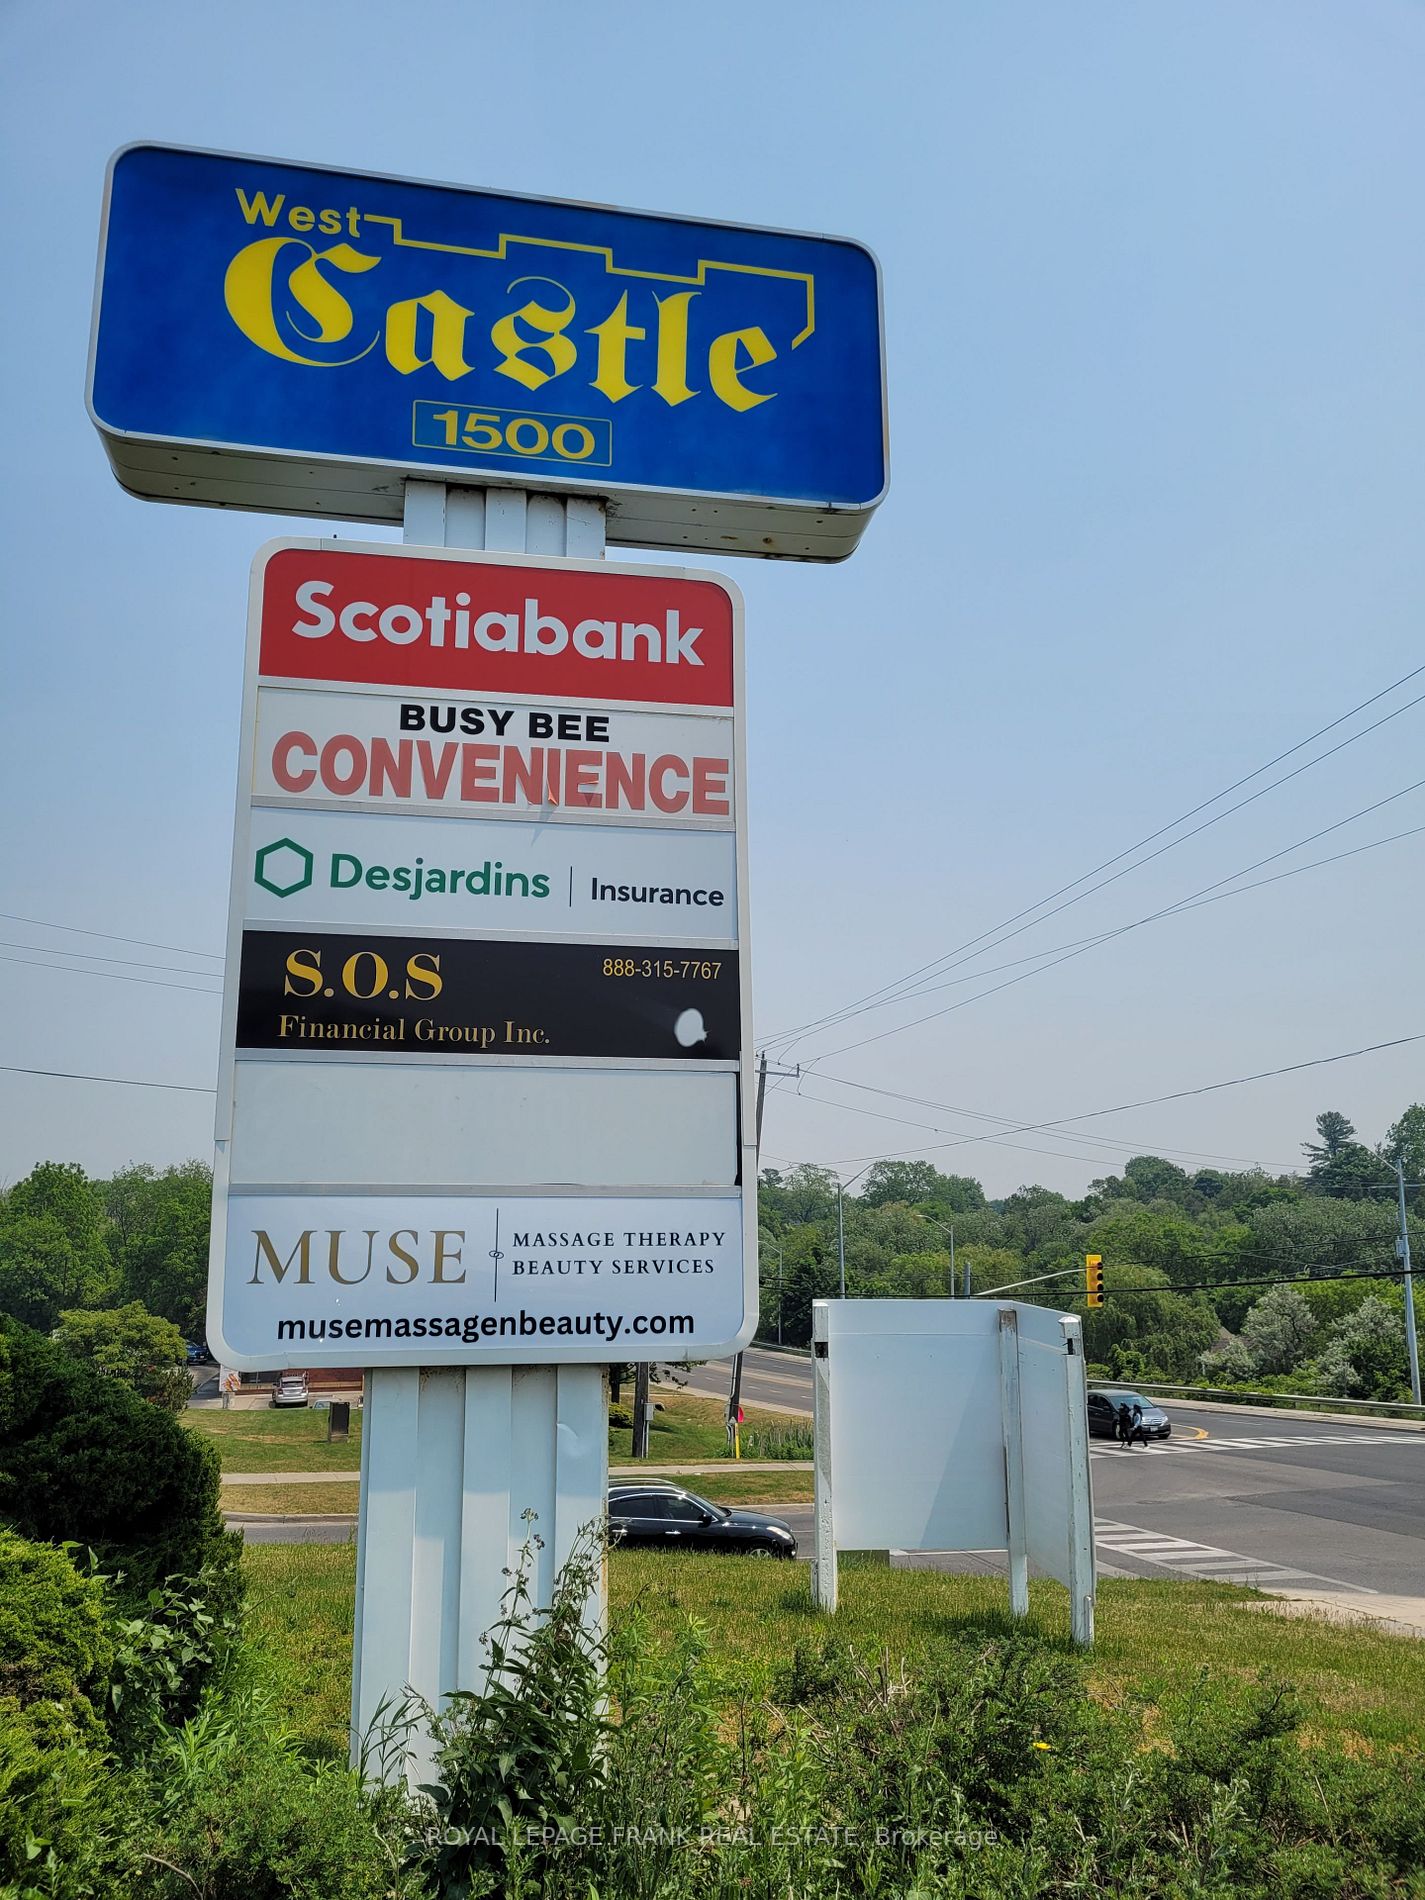 West
Castle
1500
Scotiabank
BUSY BEE
CONVENIENCE
Desjardins | Insurance
S.O.S
888-315-7767
Financial Group Inc.
MUSE
MASSAGE THERAPY
BEAUTY SERVICES
musemassagenbeauty.com
ROYAL LEPAGE FRANK REAL ESTATE, Brokerage